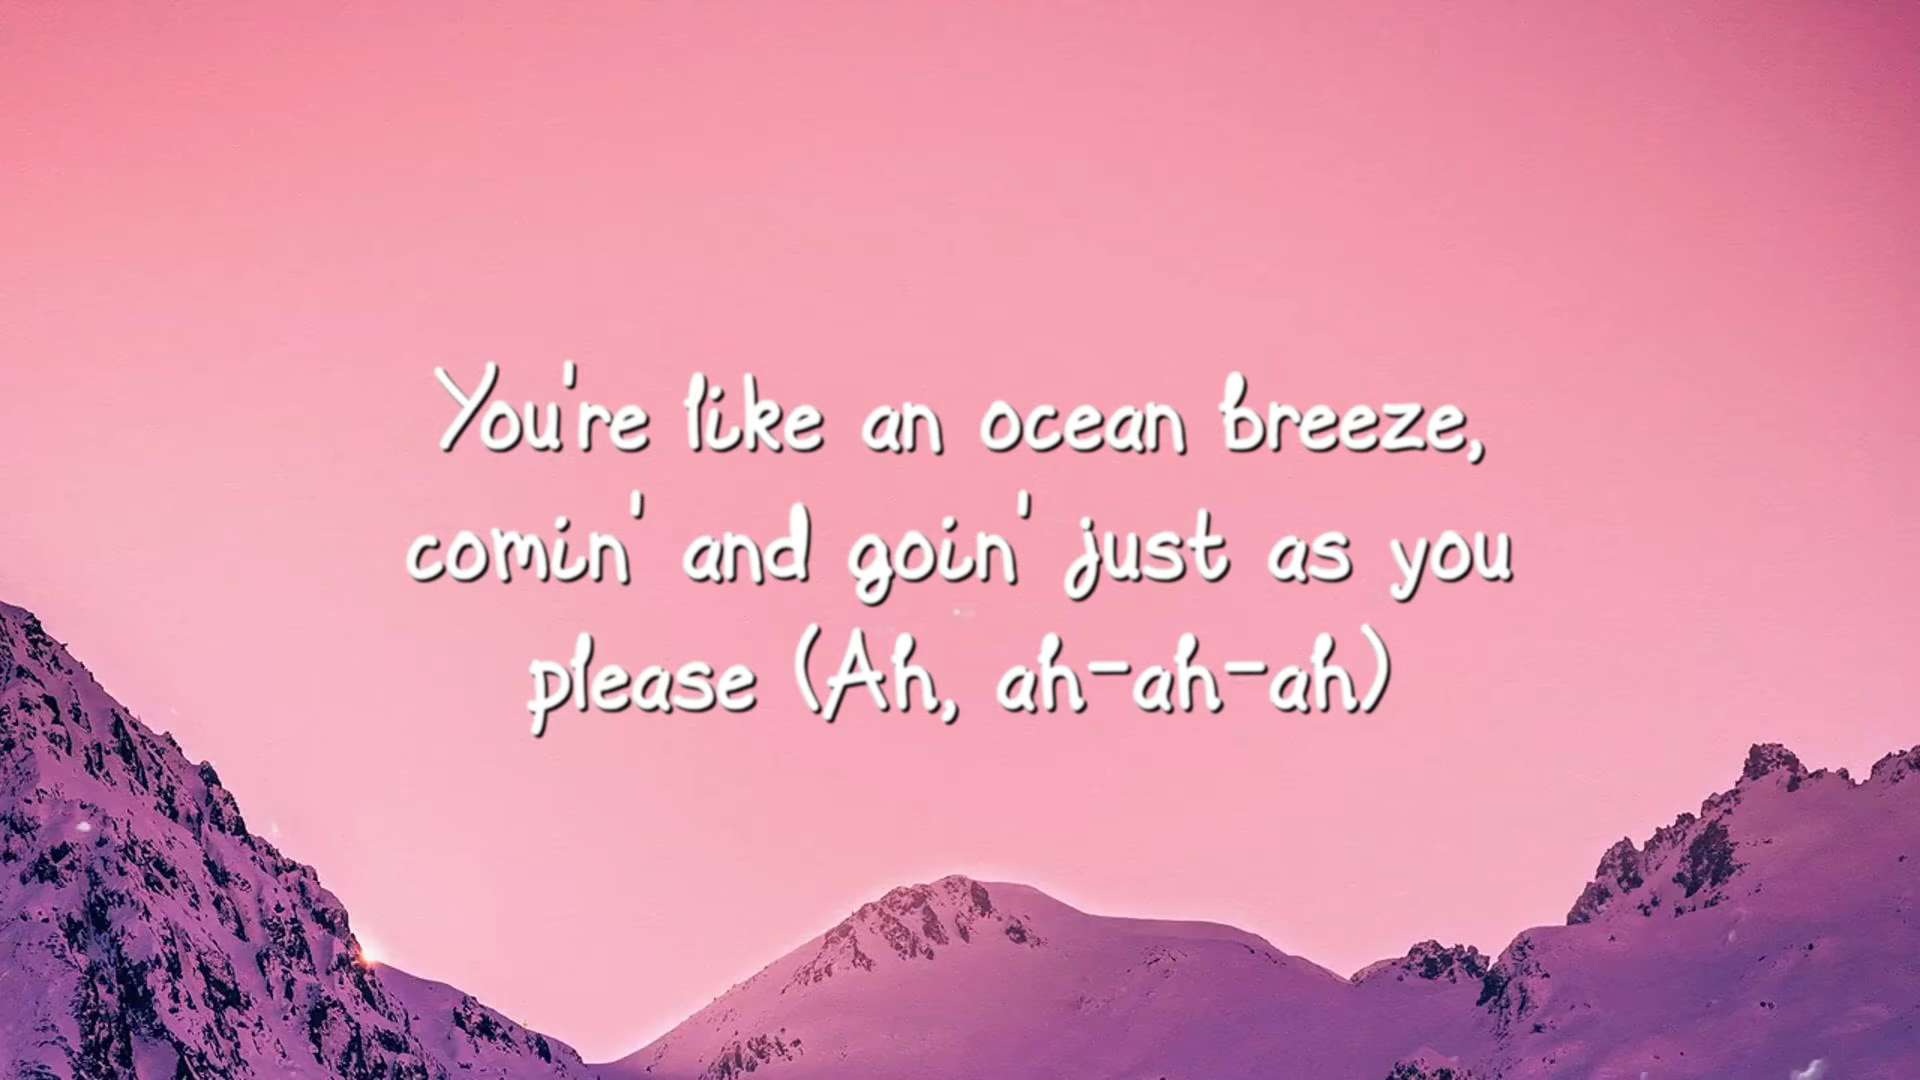 You're like an ocean breeze,
comin' and goin' just as you
please (Ah, ah-ah-ah)